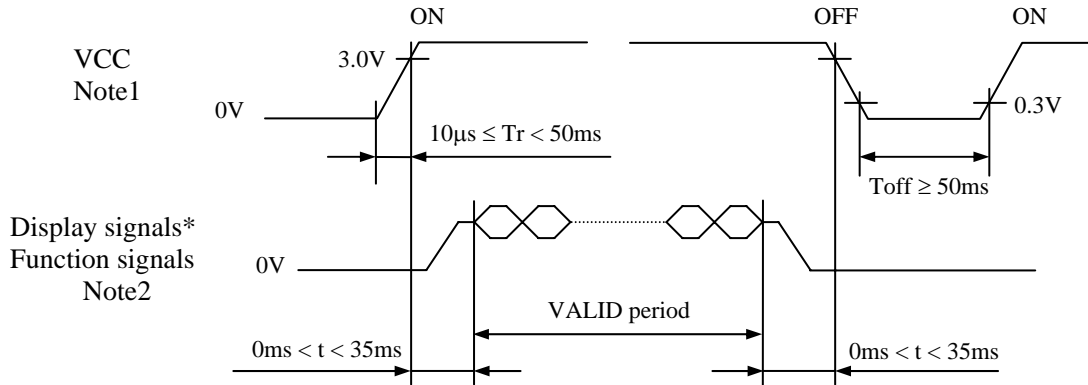 ON OFF ON
VCC
Note1
3.0V
0V
0.3V
10μs ≤ Tr < 50ms
Toff ≥ 50ms
Display signals*
Function signals
Note2
0V
VALID period
0ms < t < 35ms
0ms < t < 35ms